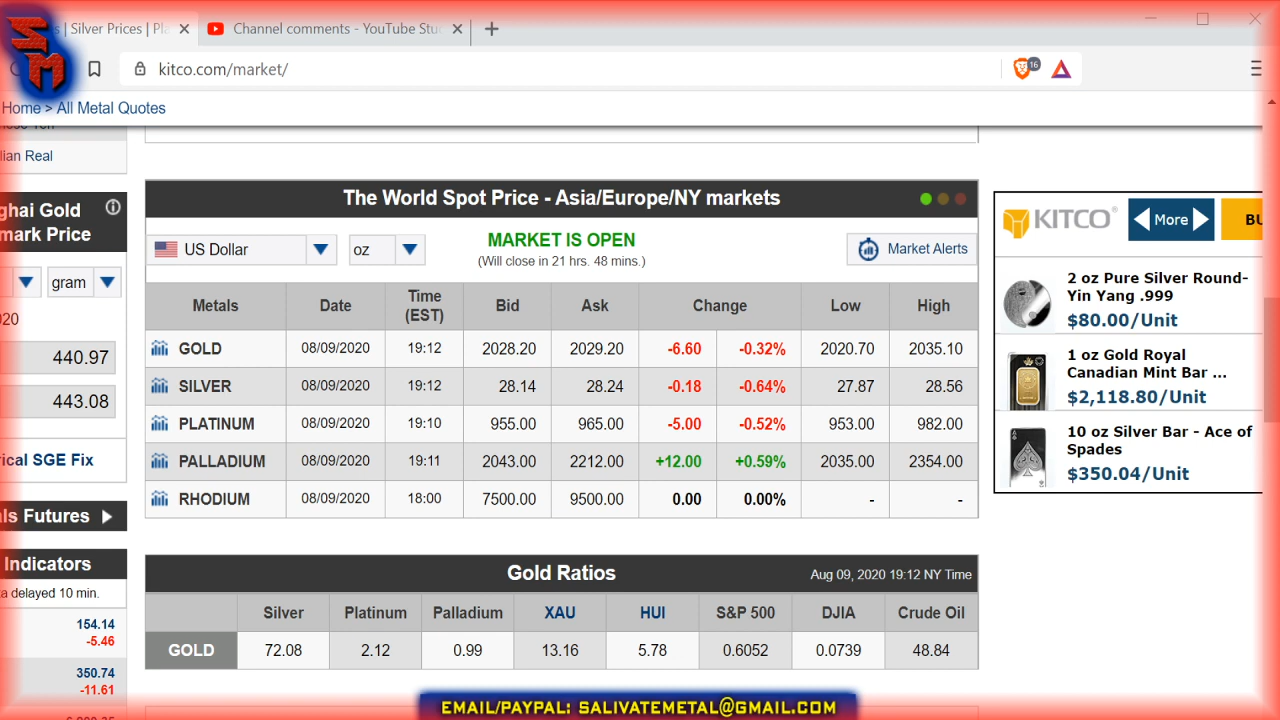 SM
s | Silver Prices | Pla
Channel comments - YouTube Stu
kitco.com/market/
16
Home > All Metal Quotes
lian Real
ghai Gold
mark Price
gram
020
440.97
443.08
rical SGE Fix
ls Futures
Indicators
a delayed 10 min.
154.14
-5.46
350.74
-11.61
The World Spot Price - Asia/Europe/NY markets
US Dollar
oz
MARKET IS OPEN
(Will close in 21 hrs. 48 mins.)
Market Alerts
Metals Date Time (EST) Bid Ask Change Low High
GOLD 08/09/2020 19:12 2028.20 2029.20 -6.60 -0.32% 2020.70 2035.10
SILVER 08/09/2020 19:12 28.14 28.24 -0.18 -0.64% 27.87 28.56
PLATINUM 08/09/2020 19:10 955.00 965.00 -5.00 -0.52% 953.00 982.00
PALLADIUM 08/09/2020 19:11 2043.00 2212.00 +12.00 +0.59% 2035.00 2354.00
RHODIUM 08/09/2020 18:00 7500.00 9500.00 0.00 0.00% - -
Gold Ratios
Aug 09, 2020 19:12 NY Time
Silver Platinum Palladium XAU HUI S&P 500 DJIA Crude Oil
GOLD 72.08 2.12 0.99 13.16 5.78 0.6052 0.0739 48.84
KITCO®
More
BU
2 oz Pure Silver Round-
Yin Yang .999
$80.00/Unit
1 oz Gold Royal
Canadian Mint Bar ...
$2,118.80/Unit
10 oz Silver Bar - Ace of
Spades
$350.04/Unit
EMAIL/PAYPAL: SALIVATEMETAL@GMAIL.COM